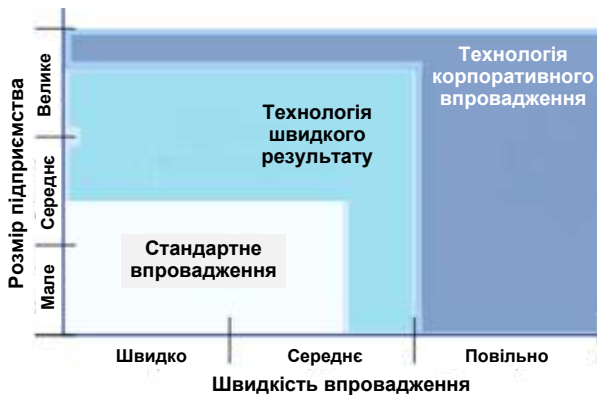 Технологія
корпоративного
впровадження
Технологія
швидкого
результату
Стандартне
впровадження
Розмір підприємства
Велике
Середнє
Мале
Швидко
Середнє
Повільно
Швидкість впровадження